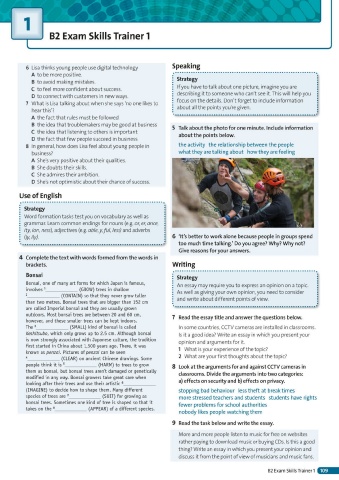 1
B2 Exam Skills Trainer 1
6 Lisa thinks young people use digital technology
A to be more positive.
B to avoid making mistakes.
C to feel more confident about success.
D to connect with customers in new ways.
7 What is Lisa talking about when she says 'no one likes to
hear this'?
A the fact that rules must be followed
B the idea that troublemakers may be good at business
C the idea that listening to others is important
D the fact that few people succeed in business
8 In general, how does Lisa feel about young people in
business?
A She's very positive about their qualities.
B She doubts their skills.
C She admires their ambition.
D She's not optimistic about their chance of success.
Use of English
Strategy
Word formation tasks test you on vocabulary as well as
grammar. Learn common endings for nouns (e.g. or, er, ance,
ity, ion, ness), adjectives (e.g. able, y, ful, less) and adverbs
(ly, ily).
4 Complete the text with words formed from the words in
brackets.
Bonsai
Bonsai, one of many art forms for which Japan is famous,
involves 1 (GROW) trees in shallow
2 (CONTAIN) so that they never grow taller
than two metres. Bonsai trees that are bigger than 152 cm
are called Imperial bonsai and they are usually grown
outdoors. Most bonsai trees are between 20 and 60 cm,
however, and these smaller trees can be kept indoors.
The 3 (SMALL) kind of bonsai is called
which only grows up to 2.5 cm. Although bonsai
is now strongly associated with Japanese culture, the tradition
first started in China about 1,500 years ago. There, it was
known as penzai. Pictures of penzai can be seen
4 (CLEAR) on ancient Chinese drawings. Some
people think it is 5 (HARM) to trees to grow
them as bonsai, but bonsai trees aren't damaged or genetically
modified in any way. Bonsai growers take great care when
looking after their trees and use their artistic 6
(IMAGINE) to decide how to shape them. Many different
species of trees are 7 (SUIT) for growing as
bonsai trees. Sometimes one kind of tree is shaped so that it
takes on the 8 (APPEAR) of a different species.
Speaking
Strategy
If you have to talk about one picture, imagine you are
describing it to someone who can't see it. This will help you
focus on the details. Don't forget to include information
about all the points you're given.
5 Talk about the photo for one minute. Include information
about the points below.
the activity the relationship between the people
what they are talking about how they are feeling
6 'It's better to work alone because people in groups spend
too much time talking.' Do you agree? Why? Why not?
Give reasons for your answers.
Writing
Strategy
An essay may require you to express an opinion on a topic.
As well as giving your own opinion, you need to consider
and write about different points of view.
7 Read the essay title and answer the questions below.
In some countries, CCTV cameras are installed in classrooms.
Is it a good idea? Write an essay in which you present your
opinion and arguments for it.
1 What is your experience of the topic?
2 What are your first thoughts about the topic?
8 Look at the arguments for and against CCTV cameras in
classrooms. Divide the arguments into two categories:
a) effects on security and b) effects on privacy.
stopping bad behaviour less theft at break times
more stressed teachers and students students have rights
fewer problems for school authorities
nobody likes people watching them
9 Read the task below and write the essay.
More and more people listen to music for free on websites
rather paying to download music or buying CDs. Is this a good
thing? Write an essay in which you present your opinion and
discuss it from the point of view of musicians and music fans.
B2 Exam Skills Trainer 1 109